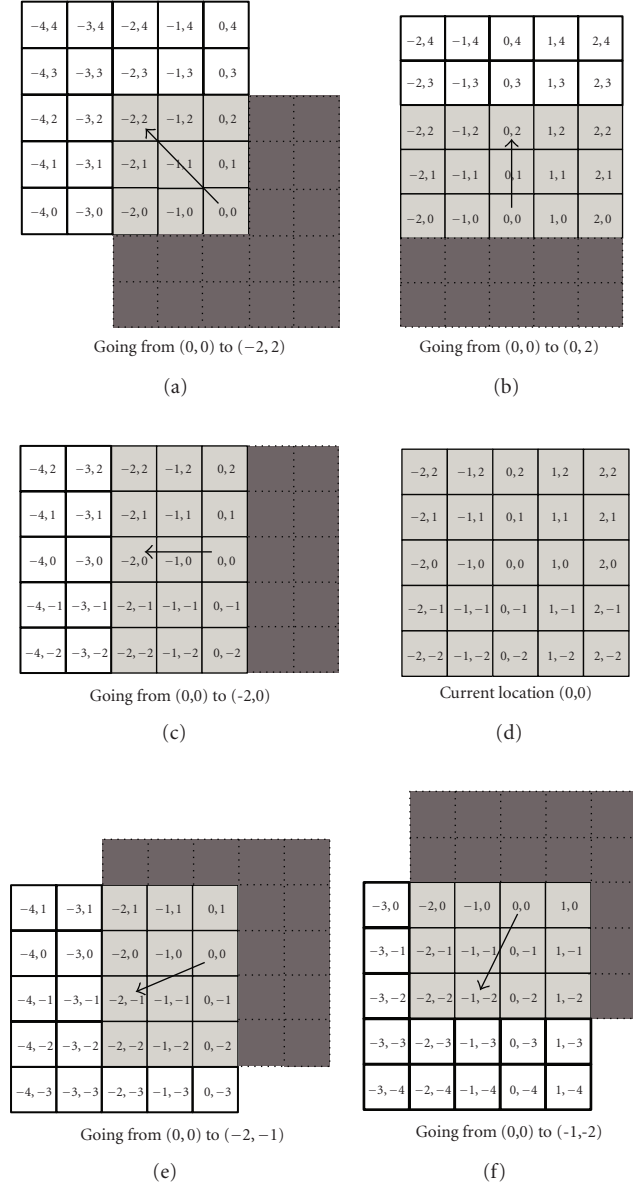 −4, 4 −3, 4 −2, 4 −1, 4 0, 4
−4, 3 −3, 3 −2, 3 −1, 3 0, 3
−4, 2 −3, 2 −2, 2 −1, 2 0, 2
−4, 1 −3, 1 −2, 1 −1, 1 0, 1
−4, 0 −3, 0 −2, 0 −1, 0 0, 0
Going from (0, 0) to (−2, 2)
(a)
−2, 4 −1, 4 0, 4 1, 4 2, 4
−2, 3 −1, 3 0, 3 1, 3 2, 3
−2, 2 −1, 2 0, 2 1, 2 2, 2
−2, 1 −1, 1 0, 1 1, 1 2, 1
−2, 0 −1, 0 0, 0 1, 0 2, 0
Going from (0, 0) to (0, 2)
(b)
−4, 2 −3, 2 −2, 2 −1, 2 0, 2
−4, 1 −3, 1 −2, 1 −1, 1 0, 1
−4, 0 −3, 0 −2, 0 −1, 0 0, 0
−4, −1 −3, −1 −2, −1 −1, −1 0, −1
−4, −2 −3, −2 −2, −2 −1, −2 0, −2
Going from (0,0) to (-2,0)
(c)
−2, 2 −1, 2 0, 2 1, 2 2, 2
−2, 1 −1, 1 0, 1 1, 1 2, 1
−2, 0 −1, 0 0, 0 1, 0 2, 0
−2, −1 −1, −1 0, −1 1, −1 2, −1
−2, −2 −1, −2 0, −2 1, −2 2, −2
Current location (0,0)
(d)
−4, 1 −3, 1 −2, 1 −1, 1 0, 1
−4, 0 −3, 0 −2, 0 −1, 0 0, 0
−4, −1 −3, −1 −2, −1 −1, −1 0, −1
−4, −2 −3, −2 −2, −2 −1, −2 0, −2
−4, −3 −3, −3 −2, −3 −1, −3 0, −3
Going from (0, 0) to (−2, −1)
(e)
−3, 0 −2, 0 −1, 0 0, 0 1, 0
−3, −1 −2, −1 −1, −1 0, −1 1, −1
−3, −2 −2, −2 −1, −2 0, −2 1, −2
−3, −3 −2, −3 −1, −3 0, −3 1, −3
−3, −4 −2, −4 −1, −4 0, −4 1, −4
Going from (0,0) to (-1,-2)
(f)